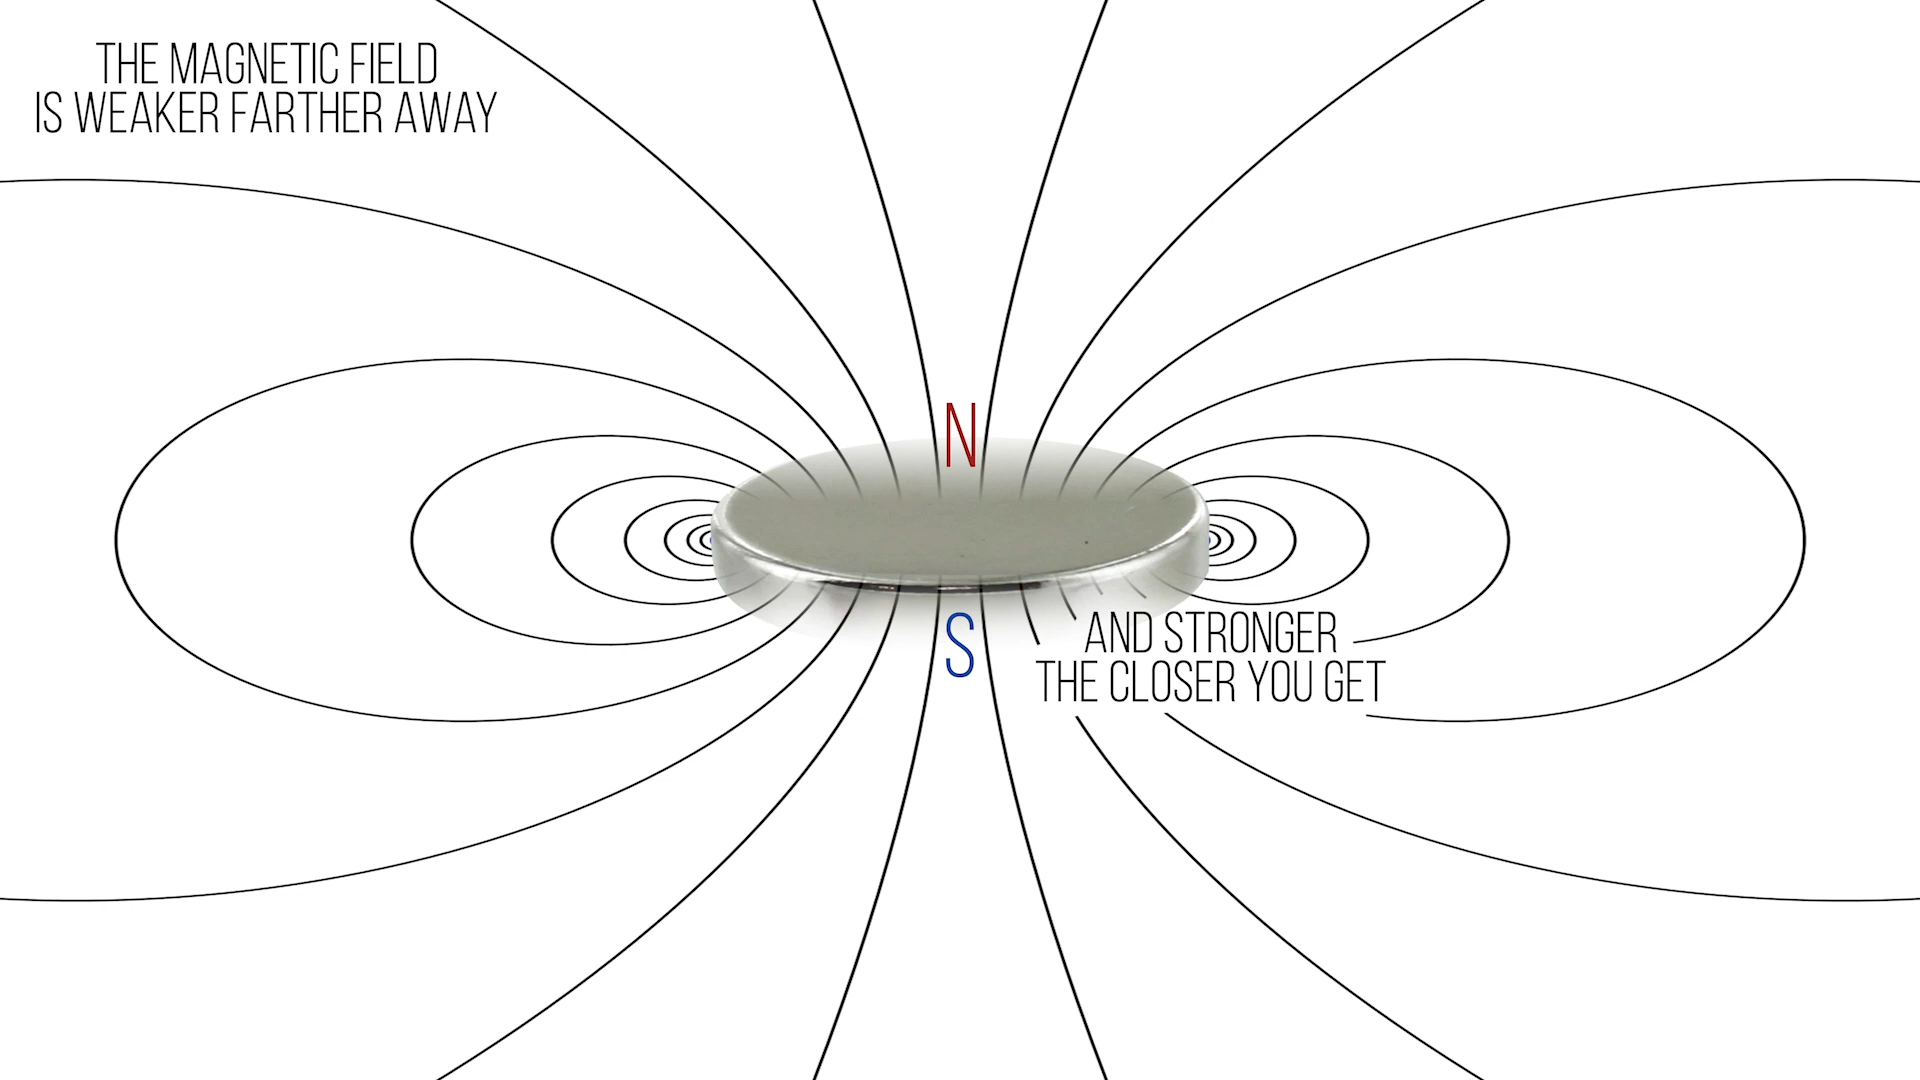 THE MAGNETIC FIELD
IS WEAKER FARTHER AWAY
N
S
AND STRONGER
THE CLOSER YOU GET